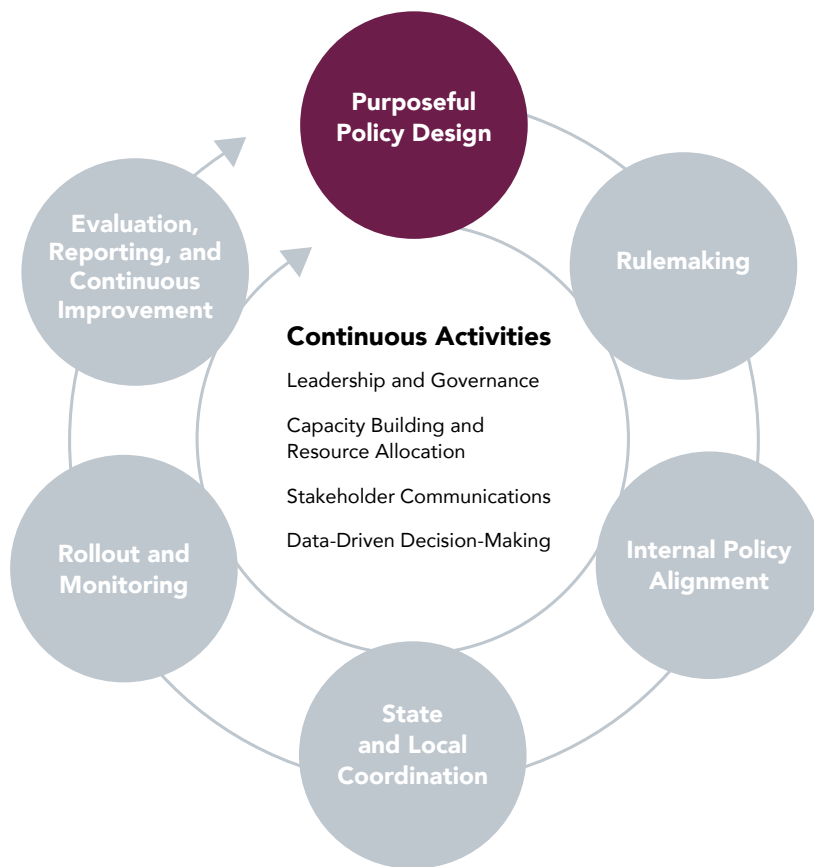 Purposeful
Policy Design
Rulemaking
Internal Policy
Alignment
State
and Local
Coordination
Rollout and
Monitoring
Evaluation,
Reporting, and
Continuous
Improvement
Continuous Activities
Leadership and Governance
Capacity Building and
Resource Allocation
Stakeholder Communications
Data-Driven Decision-Making